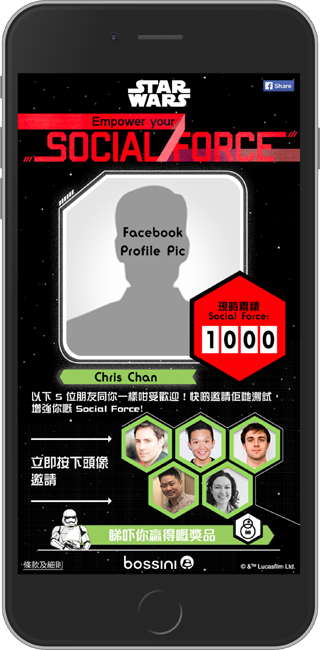 STAR
WARS
Share
Empower your
SOCIAL FORCE
Facebook
Profile Pic
現時累積
Social Force:
1000
Chris Chan
以下 5 位朋友同你一樣咁受歡迎！快啲邀請佢哋測試
增強你嘅 Social Force!
立即按下頭像
邀請
睇吓你贏得嘅獎品
bossini
條款及細則
© &™ Lucasfilm Ltd.